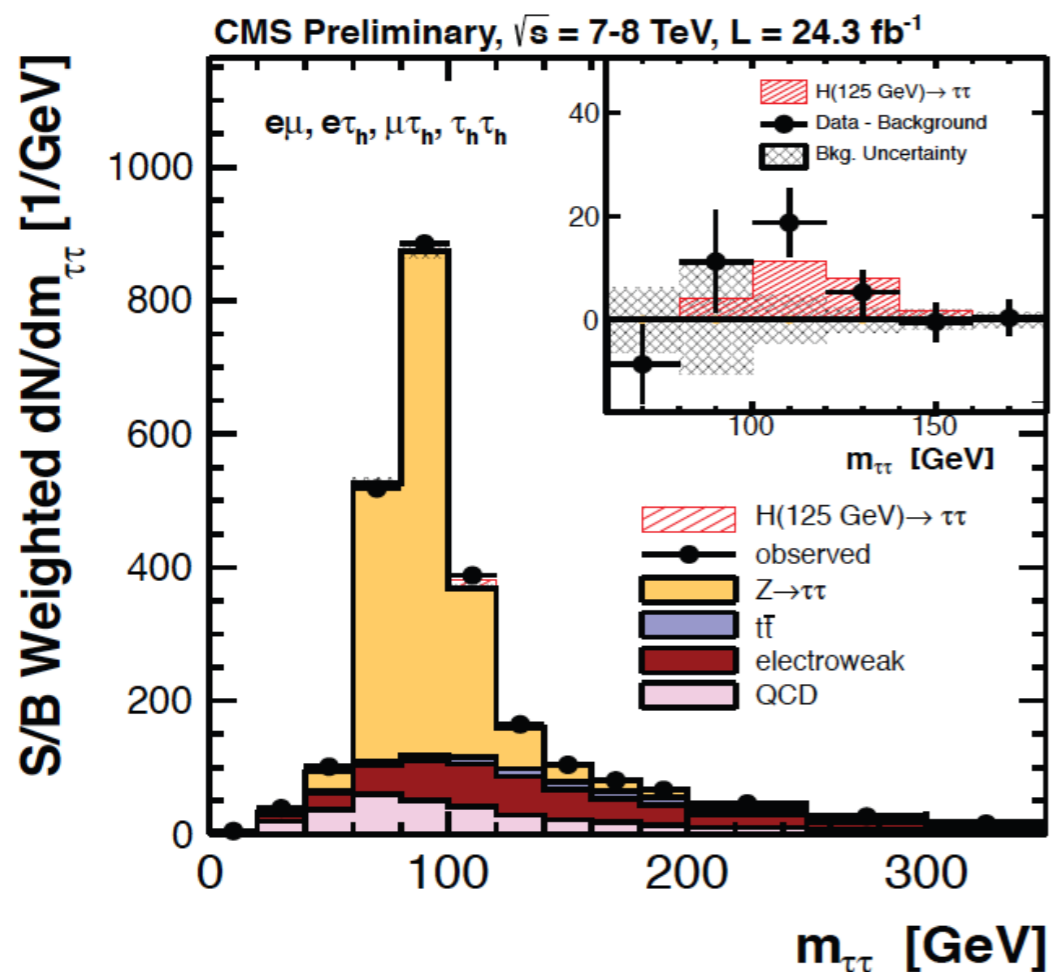 CMS Preliminary, √s = 7-8 TeV, L = 24.3 fb⁻¹
S/B Weighted dN/dm_ττ [1/GeV]
eμ, eτ_h, μτ_h, τ_hτ_h
1000
800
600
400
200
0
0 100 200 300
m_ττ [GeV]
H(125 GeV)→ ττ
Data - Background
Bkg. Uncertainty
40
20
0
100 150
m_ττ [GeV]
H(125 GeV)→ ττ
observed
Z→ττ
tt̄
electroweak
QCD